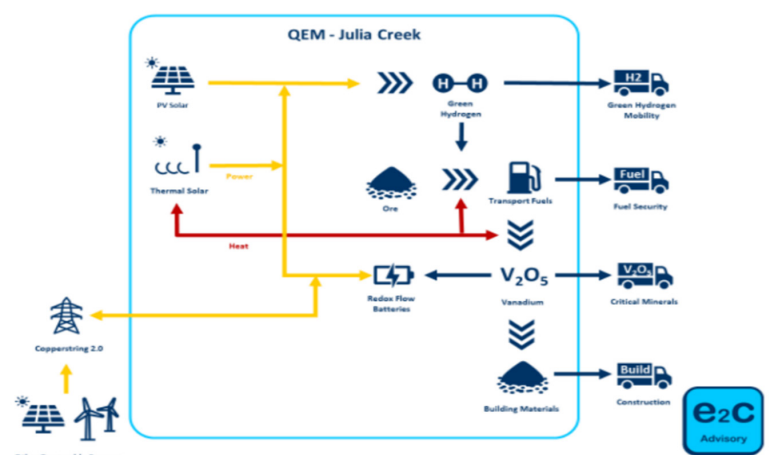 QEM - Julia Creek
PV Solar
H H
Green
Hydrogen
H2
Green Hydrogen
Mobility
Thermal Solar
Power
Ore
Transport Fuels
Fuel
Fuel Security
Heat
Redox Flow
Batteries
V₂O₅
Vanadium
V₂O₅
Critical Minerals
Copperstring 2.0
Building Materials
Build
Construction
e2c
Advisory